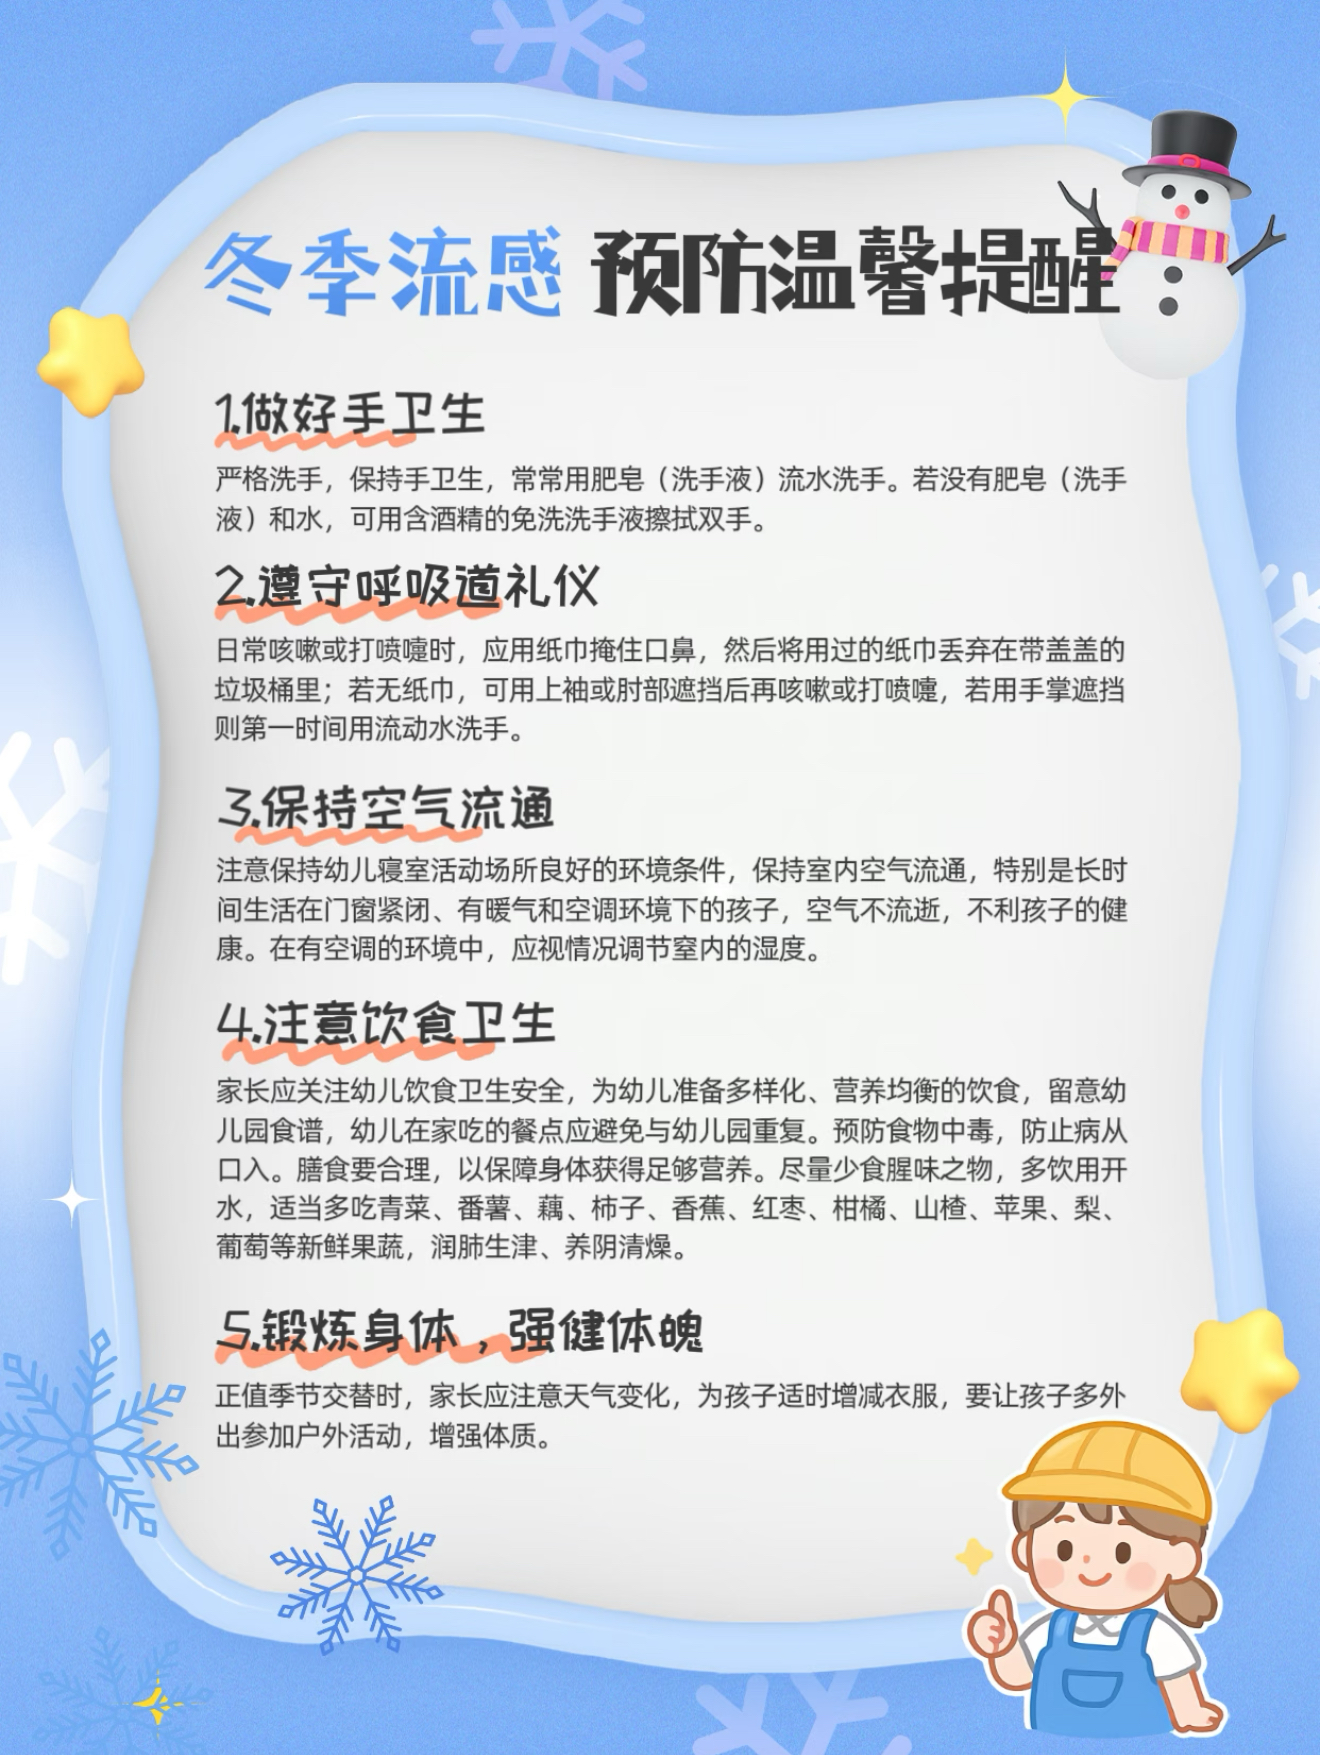 冬季流感 预防温馨提醒
1.做好手卫生
严格洗手，保持手卫生，常常用肥皂（洗手液）流水洗手。若没有肥皂（洗手
液）和水，可用含酒精的免洗洗手液擦拭双手。
2.遵守呼吸道礼仪
日常咳嗽或打喷嚏时，应用纸巾掩住口鼻，然后将用过的纸巾丢弃在带盖盖的
垃圾桶里；若无纸巾，可用上袖或肘部遮挡后再咳嗽或打喷嚏，若用手掌遮挡
则第一时间用流动水洗手。
3.保持空气流通
注意保持幼儿寝室活动场所良好的环境条件，保持室内空气流通，特别是长时
间生活在门窗紧闭、有暖气和空调环境下的孩子，空气不流逝，不利孩子的健
康。在有空调的环境中，应视情况调节室内的湿度。
4.注意饮食卫生
家长应关注幼儿饮食卫生安全，为幼儿准备多样化、营养均衡的饮食，留意幼
儿园食谱，幼儿在家吃的餐点应避免与幼儿园重复。预防食物中毒，防止病从
口入。膳食要合理，以保障身体获得足够营养。尽量少食腥味之物，多饮用开
水，适当多吃青菜、番薯、藕、柿子、香蕉、红枣、柑橘、山楂、苹果、梨、
葡萄等新鲜果蔬，润肺生津、养阴清燥。
5.锻炼身体，强健体魄
正值季节交替时，家长应注意天气变化，为孩子适时增减衣服，要让孩子多外
出参加户外活动，增强体质。